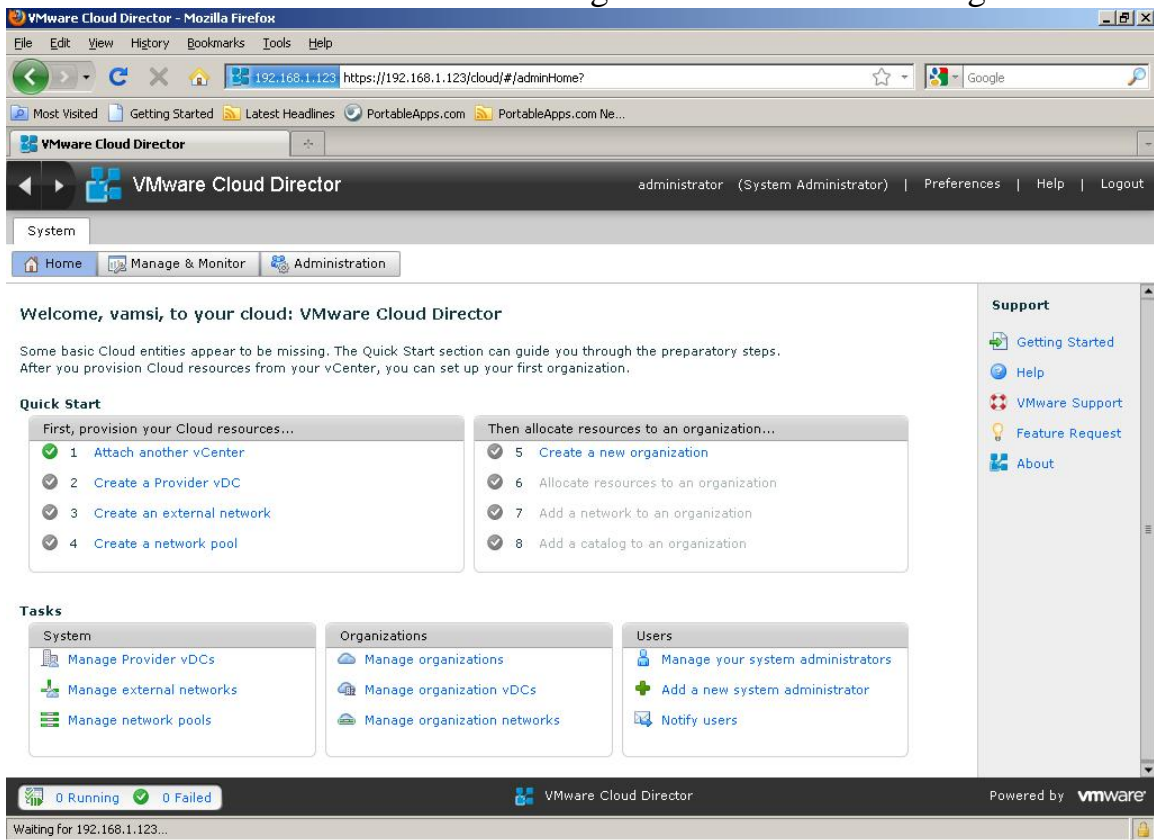 VMware Cloud Director - Mozilla Firefox
File Edit View History Bookmarks Tools Help
192.168.1.123 https://192.168.1.123/cloud/#/adminHome? Google
Most Visited Getting Started Latest Headlines PortableApps.com PortableApps.com Ne...
VMware Cloud Director
VMware Cloud Director administrator (System Administrator) | Preferences | Help | Logout
System
Home Manage & Monitor Administration
Welcome, vamsi, to your cloud: VMware Cloud Director
Some basic Cloud entities appear to be missing. The Quick Start section can guide you through the preparatory steps.
After you provision Cloud resources from your vCenter, you can set up your first organization.
Quick Start
First, provision your Cloud resources...
1 Attach another vCenter
2 Create a Provider vDC
3 Create an external network
4 Create a network pool
Then allocate resources to an organization...
5 Create a new organization
6 Allocate resources to an organization
7 Add a network to an organization
8 Add a catalog to an organization
Tasks
System
Manage Provider vDCs
Manage external networks
Manage network pools
Organizations
Manage organizations
Manage organization vDCs
Manage organization networks
Users
Manage your system administrators
Add a new system administrator
Notify users
Support
Getting Started
Help
VMware Support
Feature Request
About
0 Running 0 Failed VMware Cloud Director Powered by vmware
Waiting for 192.168.1.123...